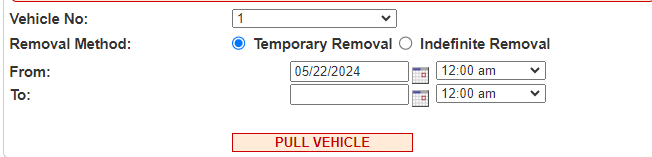 Vehicle No: 1
Removal Method: Temporary Removal Indefinite Removal
From: 05/22/2024 12:00 am
To: 12:00 am
PULL VEHICLE